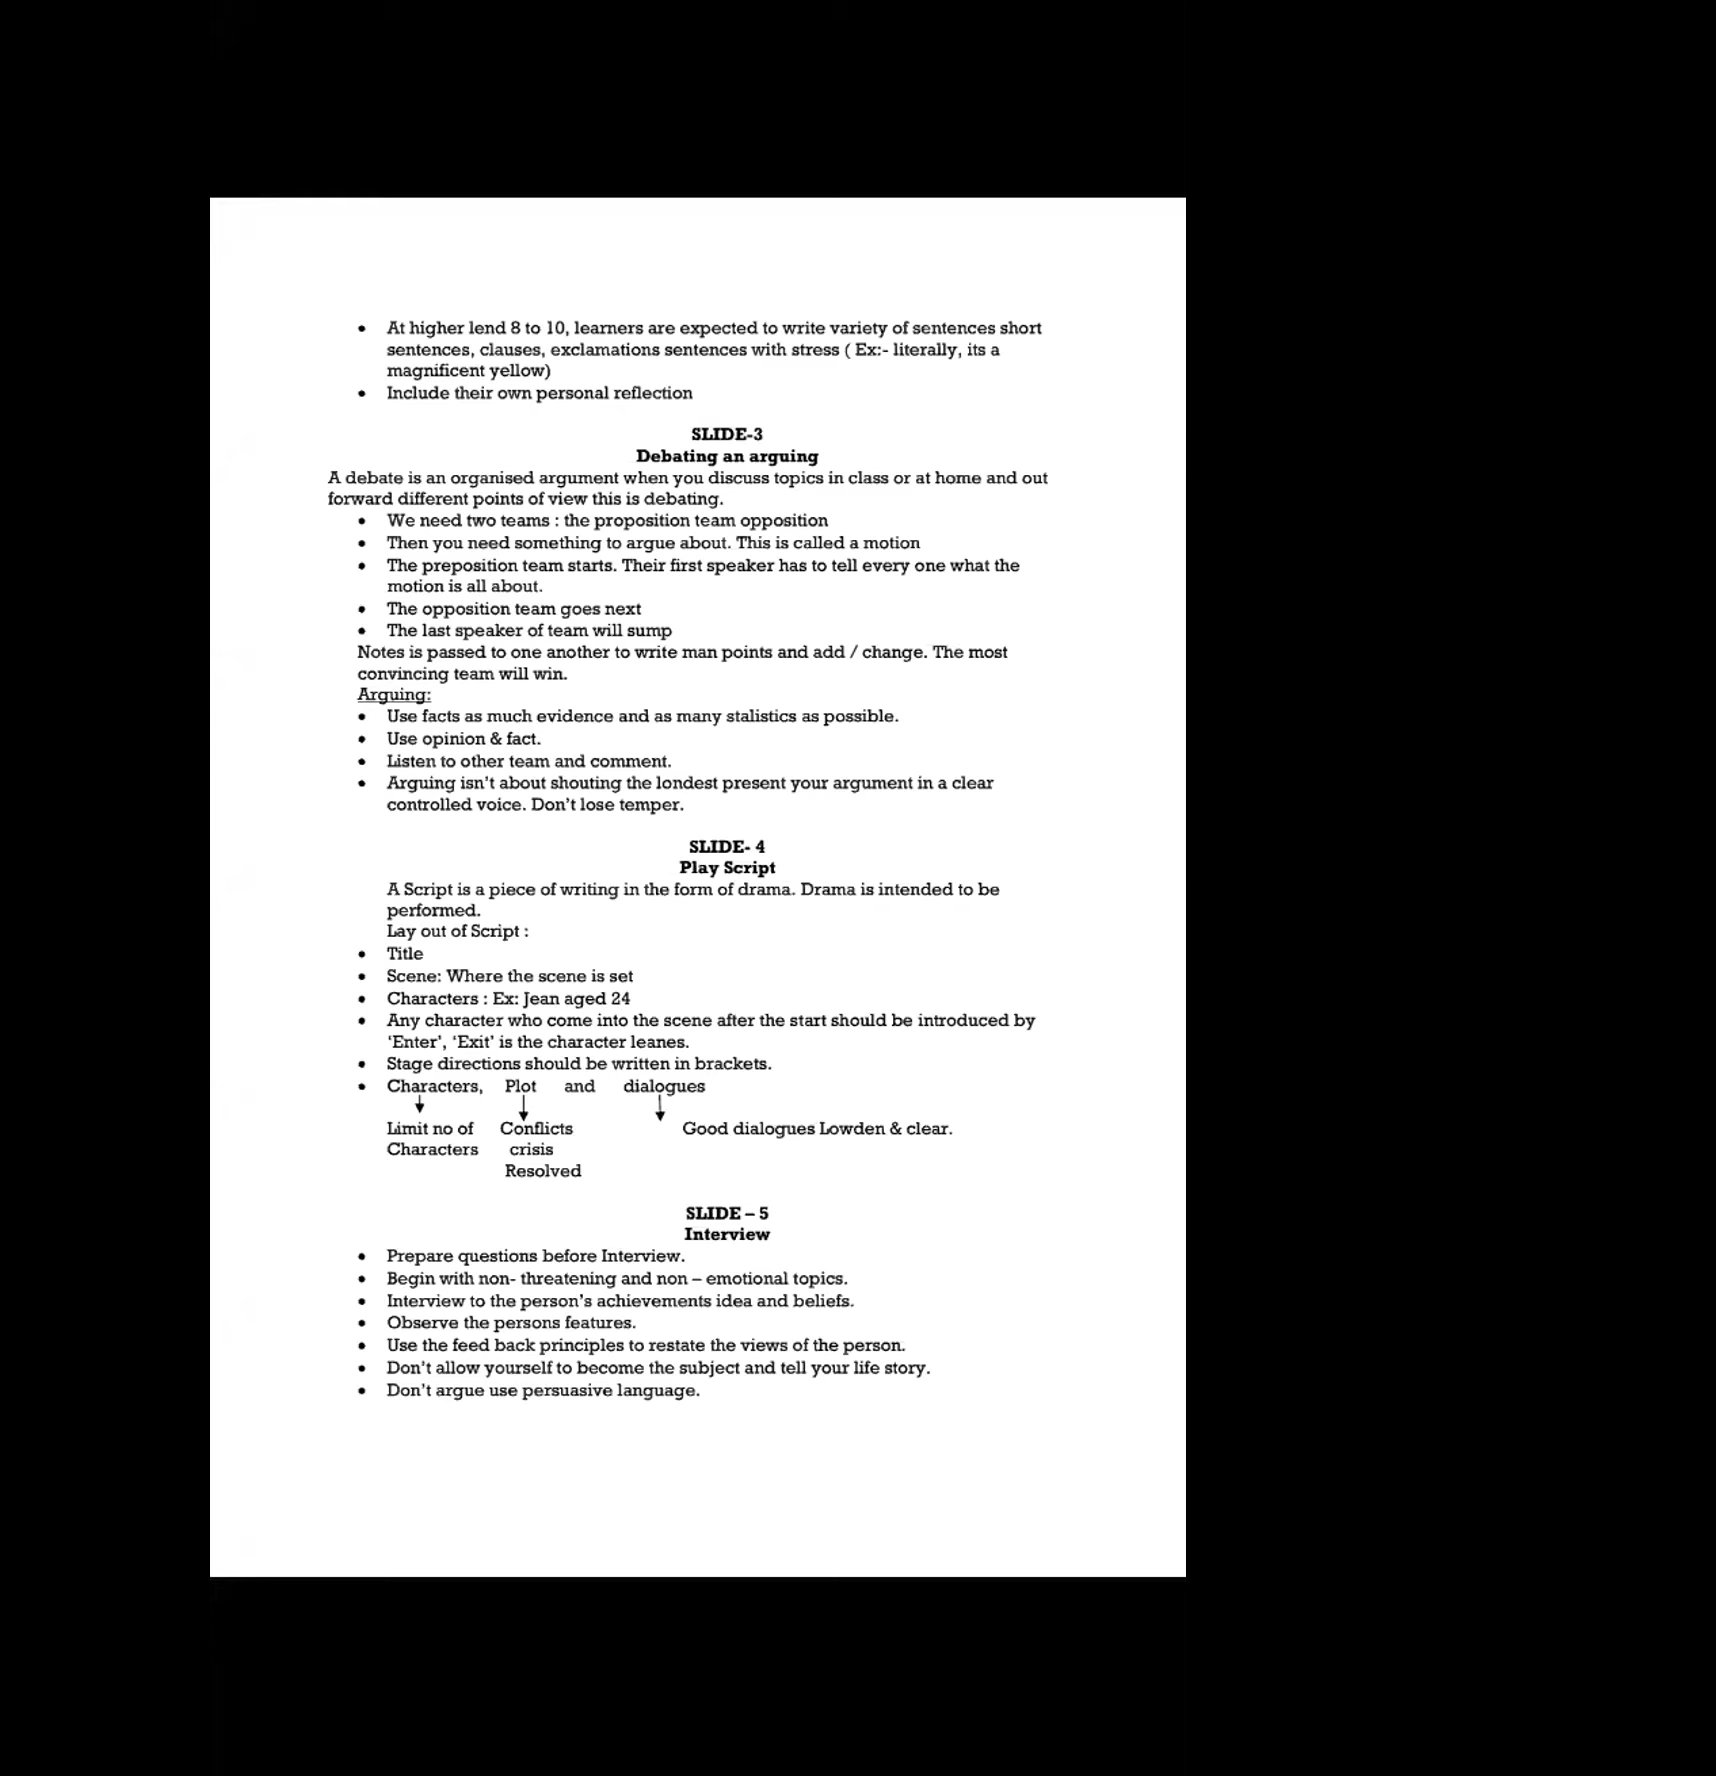 • At higher lend 8 to 10, learners are expected to write variety of sentences short
sentences, clauses, exclamations sentences with stress ( Ex:- literally, its a
magnificent yellow)
• Include their own personal reflection
SLIDE-3
Debating an arguing
A debate is an organised argument when you discuss topics in class or at home and out
forward different points of view this is debating.
• We need two teams : the proposition team opposition
• Then you need something to argue about. This is called a motion
• The preposition team starts. Their first speaker has to tell every one what the
motion is all about.
• The opposition team goes next
• The last speaker of team will sump
Notes is passed to one another to write man points and add / change. The most
convincing team will win.
Arguing:
• Use facts as much evidence and as many stalistics as possible.
• Use opinion & fact.
• Listen to other team and comment.
• Arguing isn't about shouting the londest present your argument in a clear
controlled voice. Don't lose temper.
SLIDE- 4
Play Script
A Script is a piece of writing in the form of drama. Drama is intended to be
performed.
Lay out of Script :
• Title
• Scene: Where the scene is set
• Characters : Ex: Jean aged 24
• Any character who come into the scene after the start should be introduced by
‘Enter’, ‘Exit’ is the character leanes.
• Stage directions should be written in brackets.
• Characters, Plot and dialogues
Limit no of Conflicts Good dialogues Lowden & clear.
Characters crisis
Resolved
SLIDE – 5
Interview
• Prepare questions before Interview.
• Begin with non- threatening and non – emotional topics.
• Interview to the person's achievements idea and beliefs.
• Observe the persons features.
• Use the feed back principles to restate the views of the person.
• Don't allow yourself to become the subject and tell your life story.
• Don't argue use persuasive language.